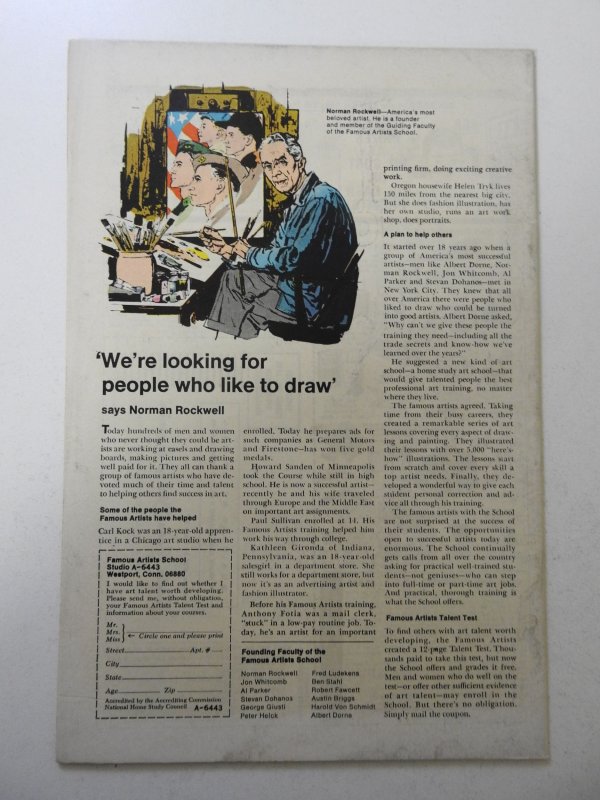 Norman Rockwell—America's most
beloved artist. He is a founder
and member of the Guiding Faculty
of the Famous Artists School.
'We're looking for
people who like to draw'
says Norman Rockwell
Today hundreds of men and women
who never thought they could be art-
ists are working at easels and drawing
boards, making pictures and getting
well paid for it. They all can thank a
group of famous artists who have de-
voted much of their time and talent
to helping others find success in art.
Some of the people the
Famous Artists have helped
Carl Kock was an 18-year-old appren-
tice in a Chicago art studio when he
enrolled. Today he prepares ads for
such companies as General Motors
and Firestone—has won five gold
medals.
Howard Sanden of Minneapolis
took the Course while still in high
school. He is now a successful artist—
recently he and his wife traveled
through Europe and the Middle East
on important art assignments.
Paul Sullivan enrolled at 14. His
Famous Artists training helped him
work his way through college.
Kathleen Gironda of Indiana,
Pennsylvania, was an 18-year-old
salesgirl in a department store. She
still works for a department store, but
now it's as an advertising artist and
fashion illustrator.
Before his Famous Artists training,
Anthony Fotia was a mail clerk,
"stuck" in a low-pay routine job. To-
day, he's an artist for an important
printing firm, doing exciting creative
work.
Oregon housewife Helen Tryk lives
150 miles from the nearest big city.
But she does fashion illustration, has
her own studio, runs an art work
shop, does portraits.
A plan to help others
It started over 18 years ago when a
group of America's most successful
artists—men like Albert Dorne, Nor-
man Rockwell, Jon Whitcomb, Al
Parker and Stevan Dohanos—met in
New York City. They knew that all
over America there were people who
liked to draw who could be turned
into good artists. Albert Dorne asked,
"Why can't we give these people the
training they need—including all the
trade secrets and know-how we've
learned over the years?"
He suggested a new kind of art
school—a home study art school—that
would give talented people the best
professional art training, no matter
where they live.
The famous artists agreed. Taking
time from their busy careers, they
created a remarkable series of art
lessons covering every aspect of draw-
ing and painting. They illustrated
their lessons with over 5,000 "here's-
how" illustrations. The lessons start
from scratch and cover every skill a
top artist needs. Finally, they de-
veloped a wonderful way to give each
student personal correction and ad-
vice all through his training.
The famous artists with the School
are not surprised at the success of
their students. The opportunities
open to successful artists today are
enormous. The School continually
gets calls from all over the country
asking for practical well-trained stu-
dents—not geniuses—who can step
into full-time or part-time art jobs.
And practical, thorough training is
what the School offers.
Famous Artists Talent Test
To find others with art talent worth
developing, the Famous Artists
created a 12-page Talent Test. Thou-
sands paid to take this test, but now
the School offers and grades it free.
Men and women who do well on the
test—or offer other sufficient evidence
of art talent—may enroll in the
School. But there's no obligation.
Simply mail the coupon.
Famous Artists School
Studio A-6443
Westport, Conn. 06880
I would like to find out whether I
have art talent worth developing.
Please send me, without obligation,
your Famous Artists Talent Test and
information about your courses.
Mr.
Mrs. ← Circle one and please print
Miss
Street Apt. #
City
State
Age Zip
Accredited by the Accrediting Commission
National Home Study Council A-6443
Founding Faculty of the
Famous Artists School
Norman Rockwell
Jon Whitcomb
Al Parker
Stevan Dohanos
George Giusti
Peter Helck
Fred Ludekens
Ben Stahl
Robert Fawcett
Austin Briggs
Harold Von Schmidt
Albert Dorne